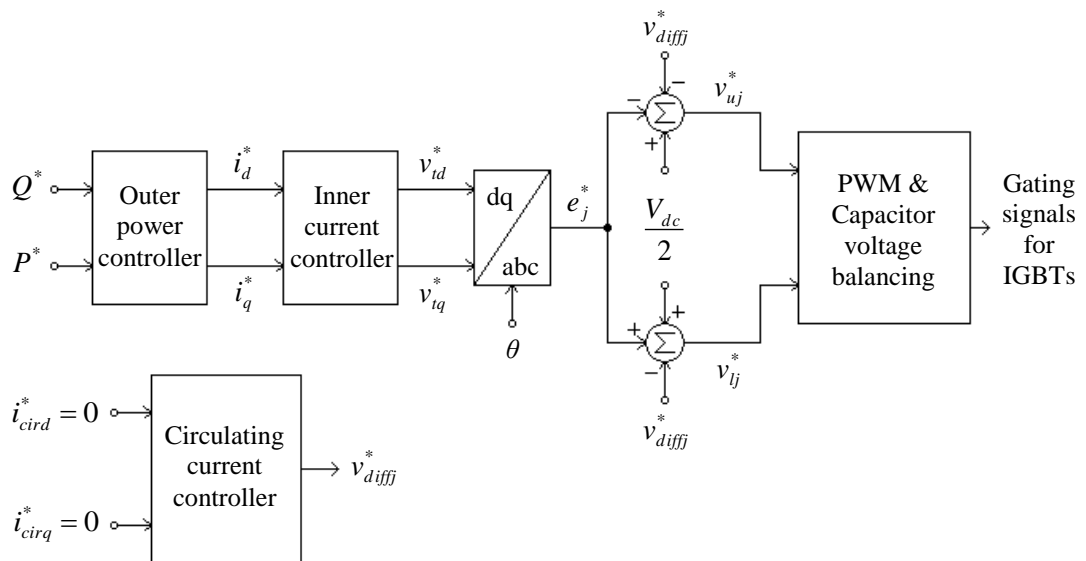 v*diffj
−
−
Σ
+
v*uj
Q*
P*
Outer
power
controller
i*d
i*q
Inner
current
controller
v*td
v*tq
dq
abc
θ
e*j
Vdc
2
PWM &
Capacitor
voltage
balancing
Gating
signals
for
IGBTs
+
+
Σ
−
v*lj
v*diffj
i*cird = 0
i*cirq = 0
Circulating
current
controller
v*diffj